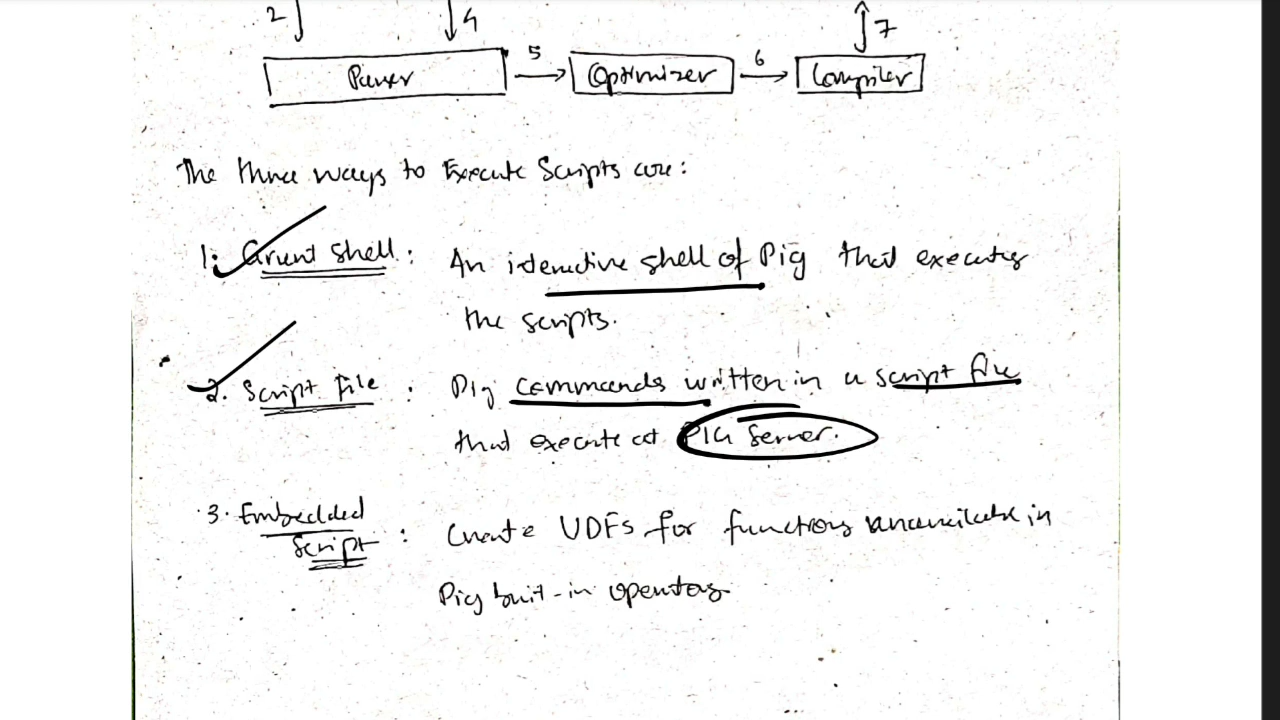 2 4 7
Parser 5 Optimizer 6 Compiler
The three ways to Execute Scripts are:
1. Grunt Shell : An interactive shell of Pig that executes
the scripts.
2. Script File : Pig commands written in a script file
that execute at PIG Server.
3. Embedded
Script : Create UDFs for functions unavailable in
Pig built-in operators